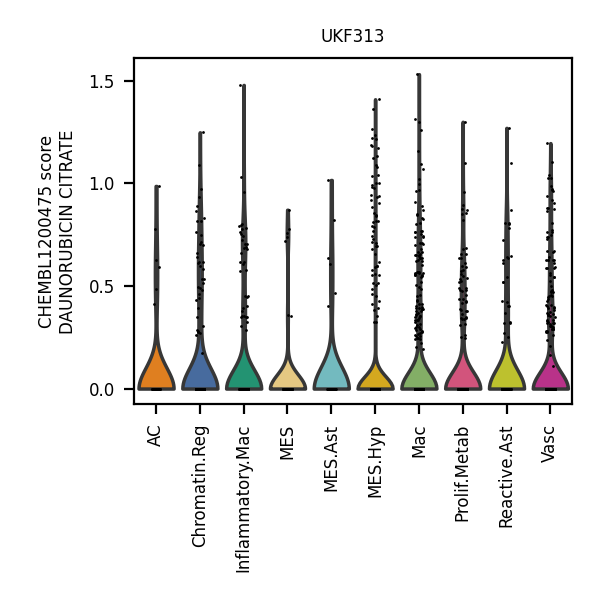 UKF313
CHEMBL1200475 score
DAUNORUBICIN CITRATE
1.5
1.0
0.5
0.0
AC
Chromatin.Reg
Inflammatory.Mac
MES
MES.Ast
MES.Hyp
Mac
Prolif.Metab
Reactive.Ast
Vasc